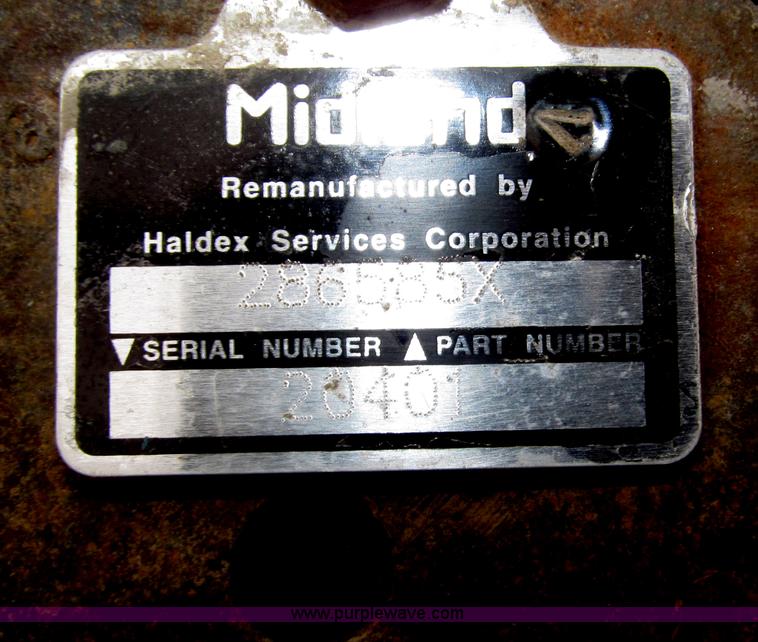 Midland
Remanufactured by
Haldex Services Corporation
286585X
▼ SERIAL NUMBER ▲ PART NUMBER
20401
www.purplewave.com